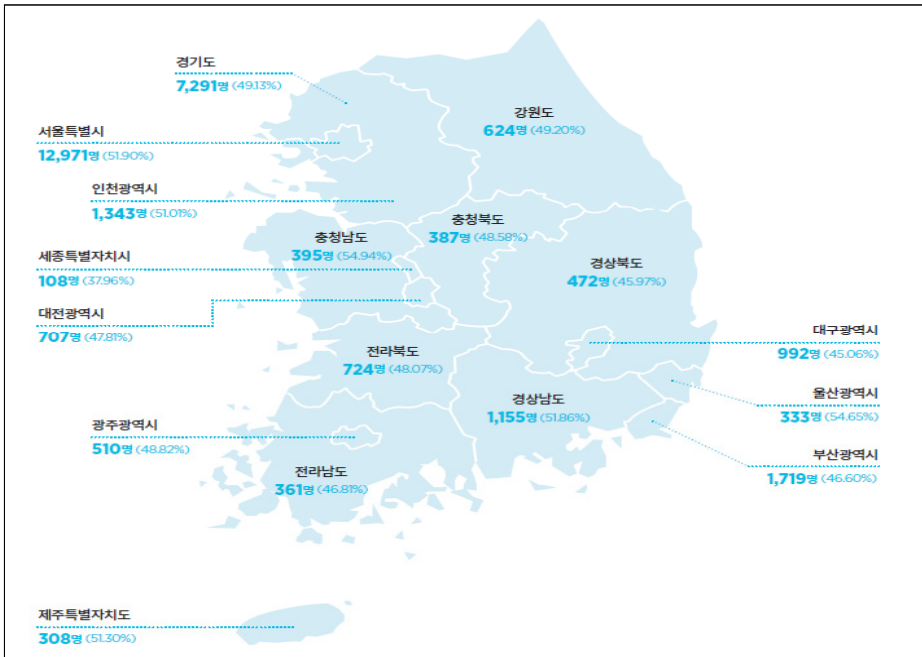 경기도
7,291명 (49.13%)
강원도
624명 (49.20%)
서울특별시
12,971명 (51.90%)
인천광역시
1,343명 (51.01%)
충청북도
387명 (48.58%)
충청남도
395명 (54.94%)
세종특별자치시
108명 (37.96%)
경상북도
472명 (45.97%)
대전광역시
707명 (47.81%)
대구광역시
992명 (45.06%)
전라북도
724명 (48.07%)
울산광역시
333명 (54.65%)
경상남도
1,155명 (51.86%)
광주광역시
510명 (48.82%)
부산광역시
1,719명 (46.60%)
전라남도
361명 (46.81%)
제주특별자치도
308명 (51.30%)